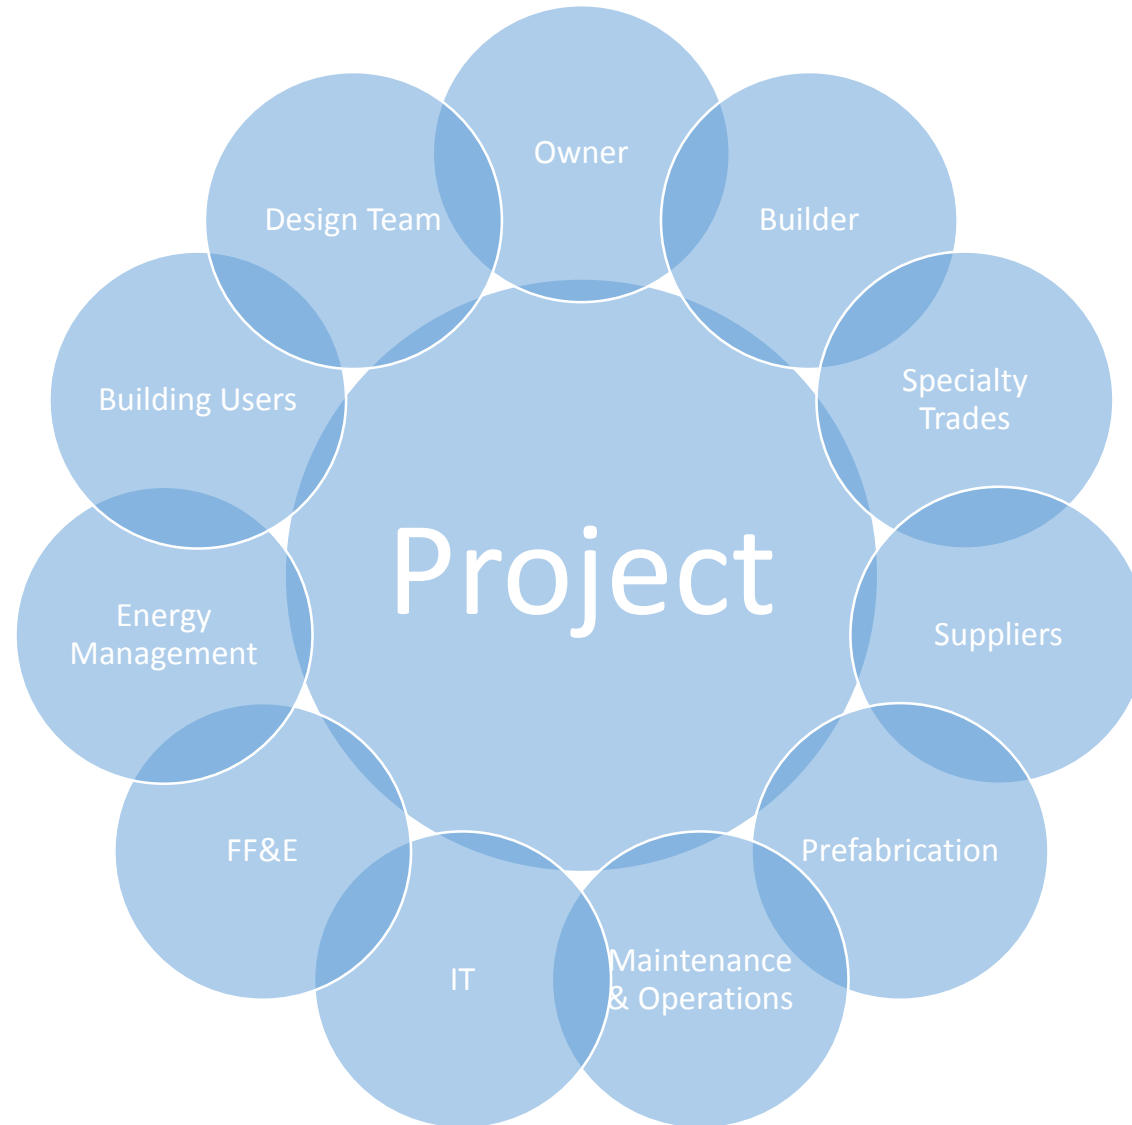 Owner
Design Team
Builder
Building Users
Specialty
Trades
Project
Energy
Management
Suppliers
FF&E
Prefabrication
IT
Maintenance
& Operations